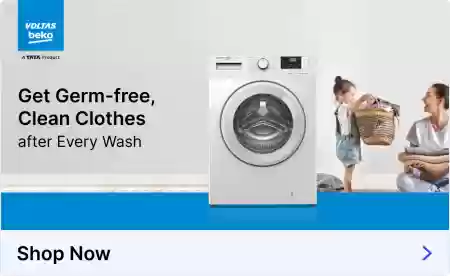 VOLTAS
beko
A TATA Product
Get Germ-free,
Clean Clothes
after Every Wash
Shop Now